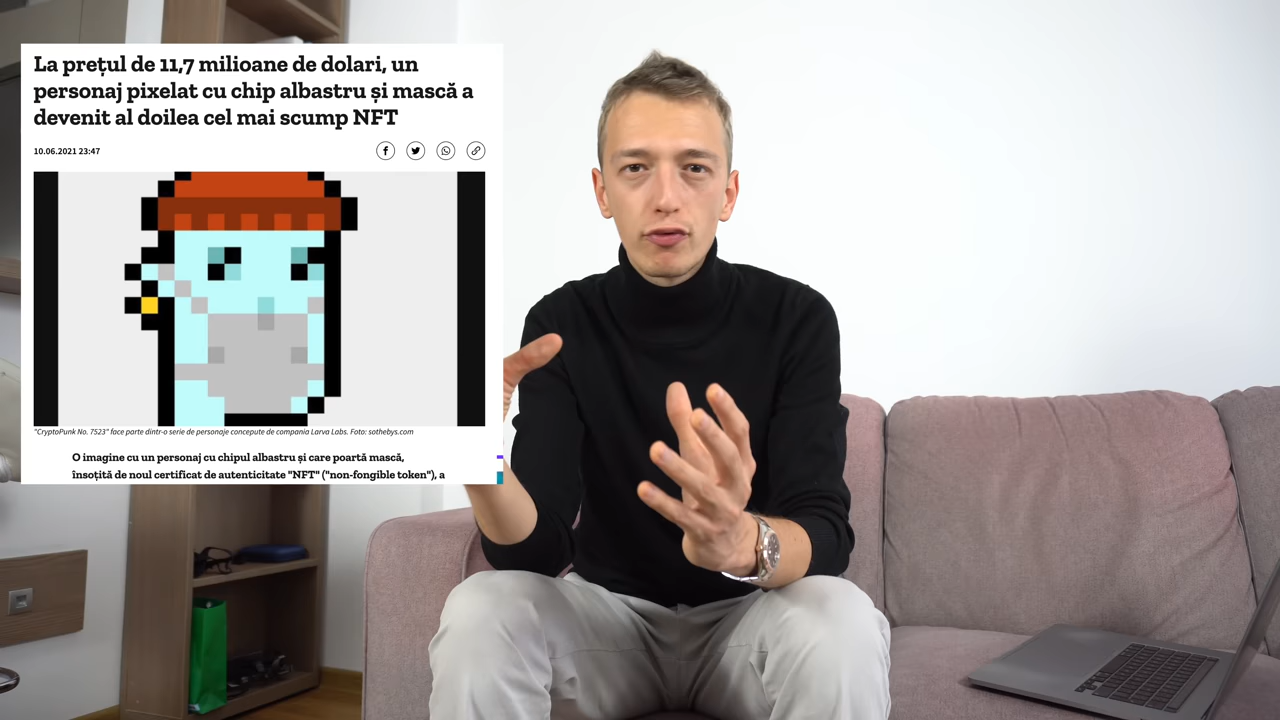 La prețul de 11,7 milioane de dolari, un
personaj pixelat cu chip albastru și mască a
devenit al doilea cel mai scump NFT
10.06.2021 23:47
"CryptoPunk No. 7523" face parte dintr-o serie de personaje concepute de compania Larva Labs. Foto: sothebys.com
O imagine cu un personaj cu chipul albastru și care poartă mască,
însoțită de noul certificat de autenticitate "NFT" ("non-fongible token"), a